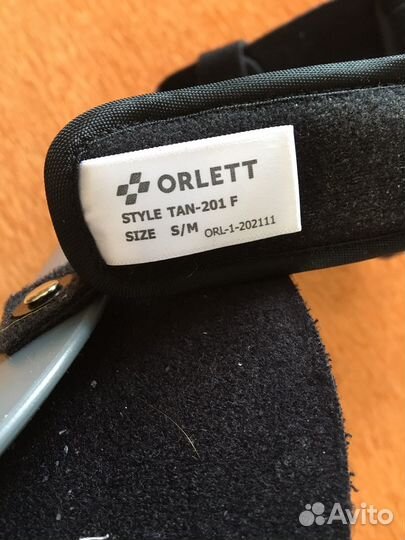 ORLETT
STYLE TAN-201 F
SIZE S/M ORL-1-202111
Avito